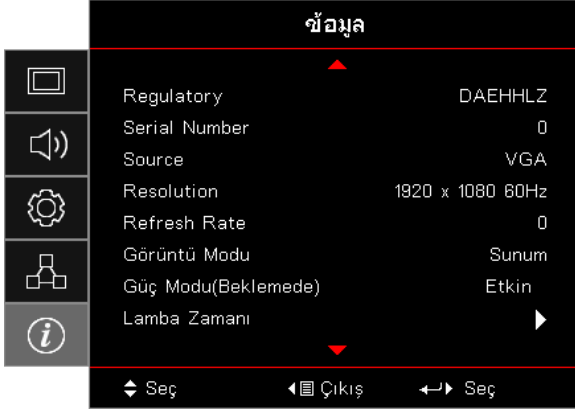 ข้อมูล
Regulatory DAEHHLZ
Serial Number 0
Source VGA
Resolution 1920 x 1080 60Hz
Refresh Rate 0
Görüntü Modu Sunum
Güç Modu(Beklemede) Etkin
Lamba Zamanı
Seç Çıkış Seç